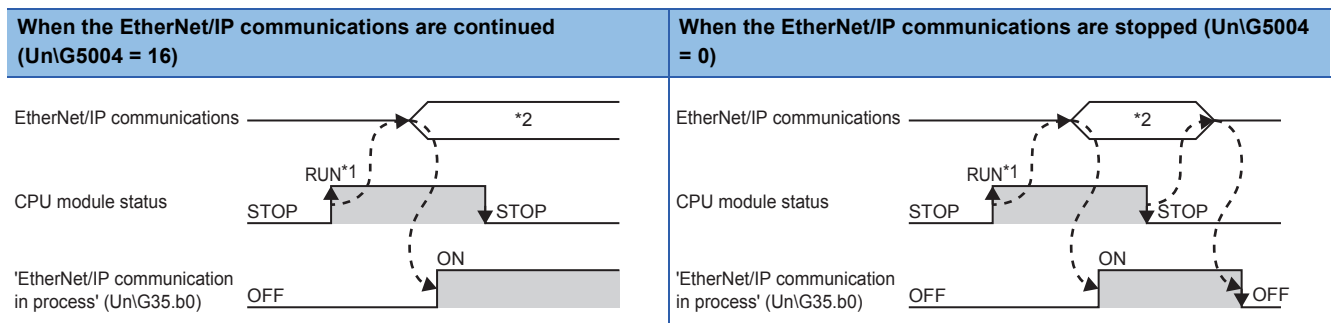 When the EtherNet/IP communications are continued
(Un\G5004 = 16)
EtherNet/IP communications
*2
RUN*1
CPU module status
STOP
STOP
ON
'EtherNet/IP communication
in process' (Un\G35.b0)
OFF
When the EtherNet/IP communications are stopped (Un\G5004
= 0)
EtherNet/IP communications
*2
RUN*1
CPU module status
STOP
STOP
ON
'EtherNet/IP communication
in process' (Un\G35.b0)
OFF
OFF